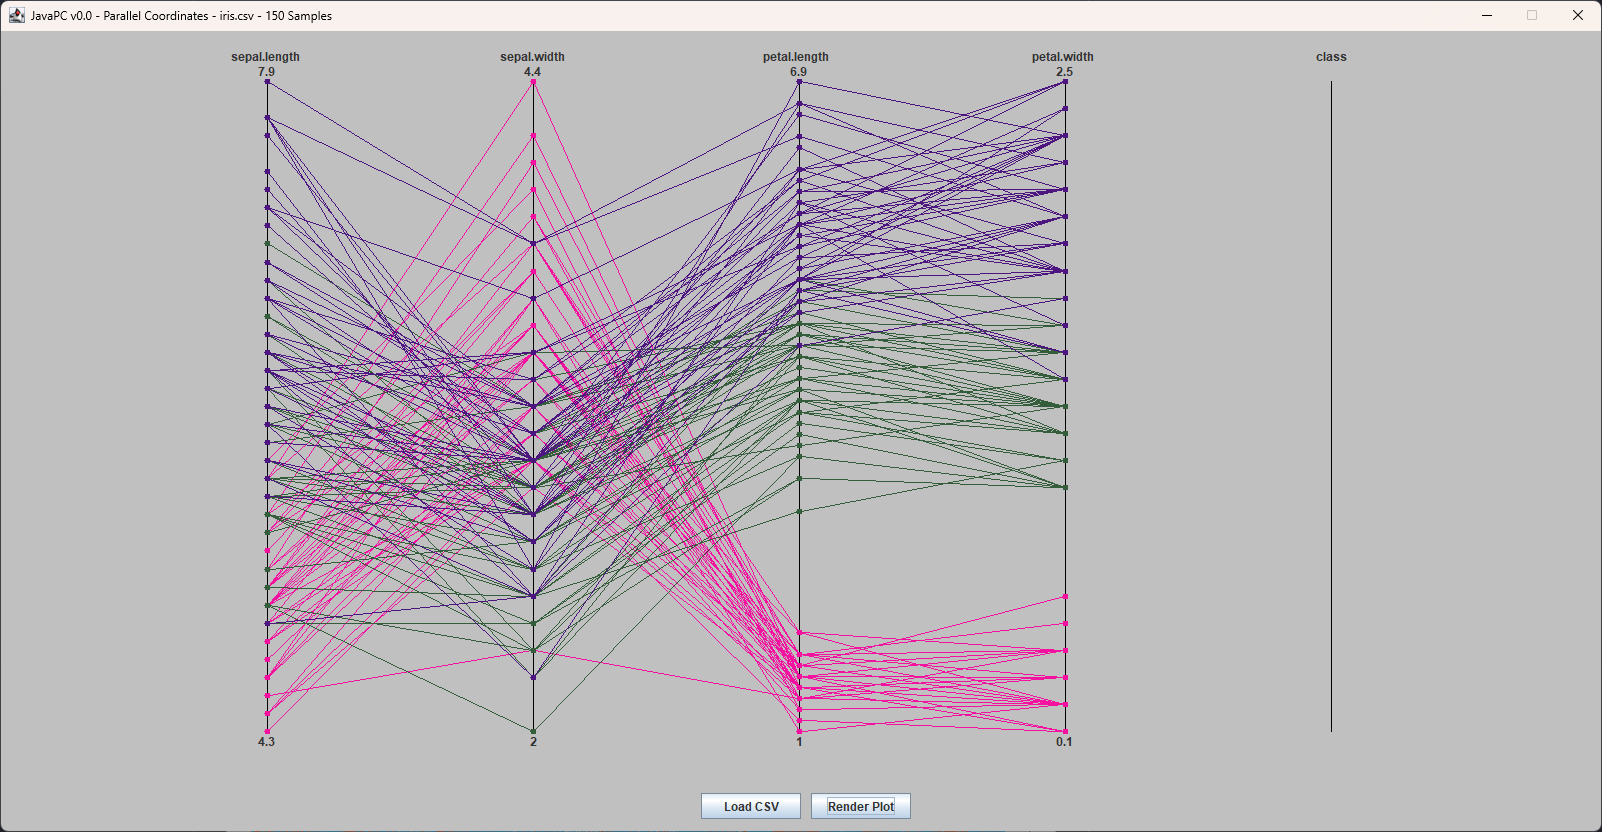 JavaPC v0.0 - Parallel Coordinates - iris.csv - 150 Samples
sepal.length sepal.width petal.length petal.width class
7.9 4.4 6.9 2.5
4.3 2 1 0.1
Load CSV Render Plot